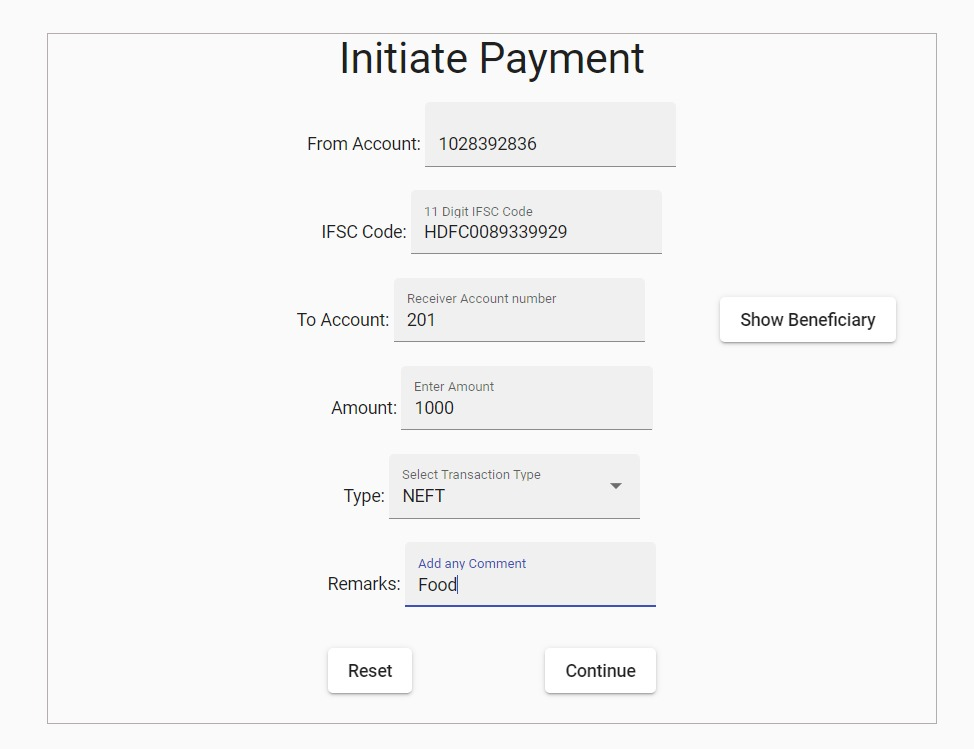 Initiate Payment
From Account: 1028392836
11 Digit IFSC Code
IFSC Code: HDFC0089339929
Receiver Account number
To Account: 201
Show Beneficiary
Enter Amount
Amount: 1000
Select Transaction Type
Type: NEFT
Add any Comment
Remarks: Food
Reset Continue